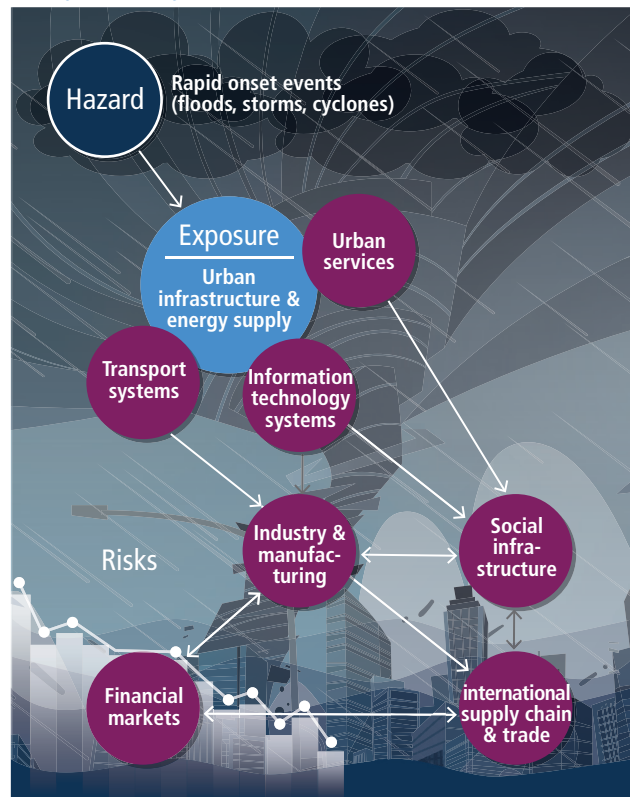 Hazard
Rapid onset events
(floods, storms, cyclones)
Exposure
Urban
infrastructure &
energy supply
Urban
services
Transport
systems
Information
technology
systems
Industry &
manufac-
turing
Social
infra-
structure
Risks
Financial
markets
international
supply chain
& trade